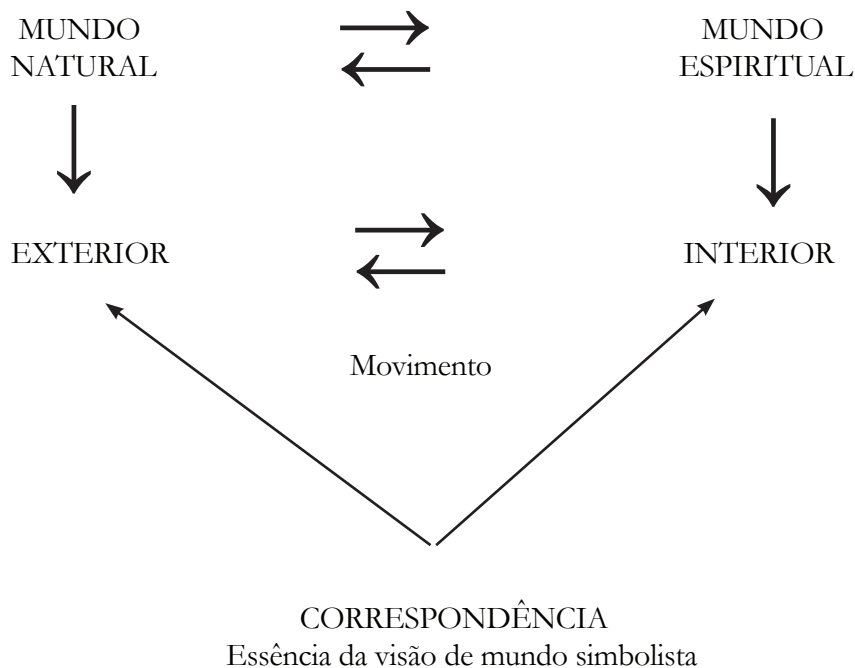 MUNDO
NATURAL
MUNDO
ESPIRITUAL
EXTERIOR
INTERIOR
Movimento
CORRESPONDÊNCIA
Essência da visão de mundo simbolista